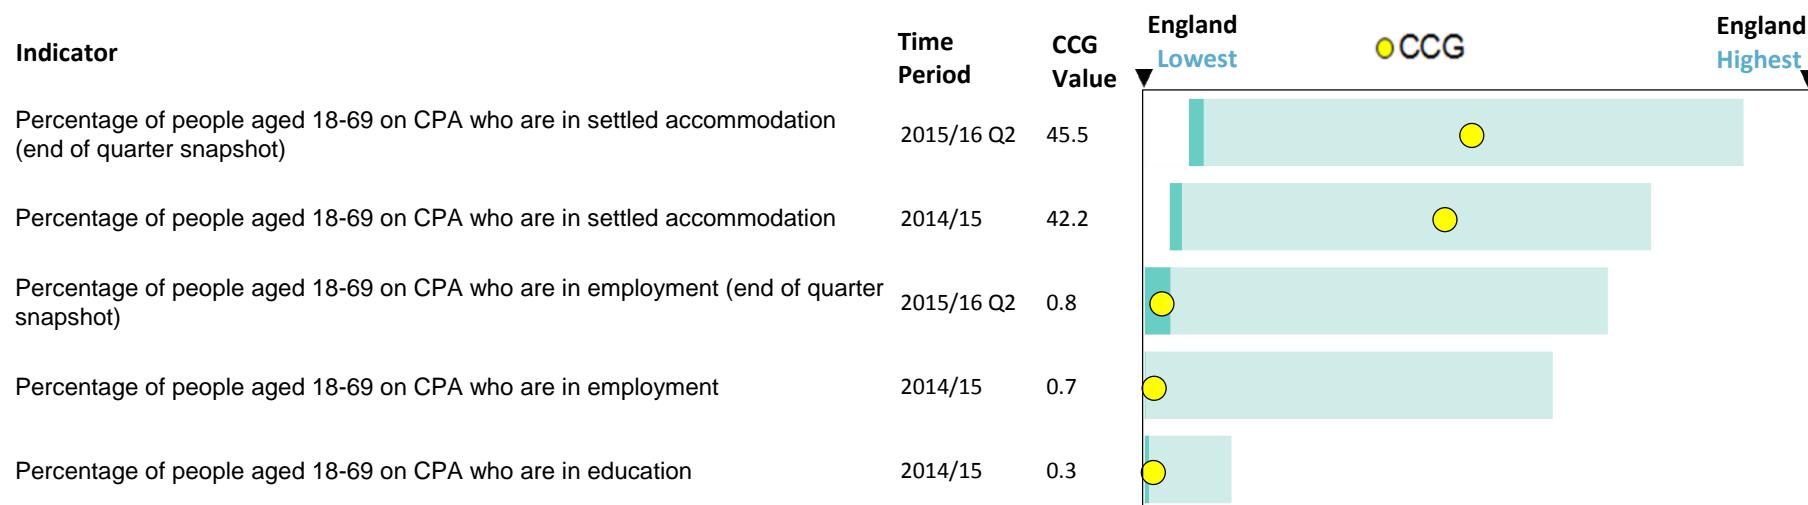 Indicator
Time
Period
CCG
Value
England
Lowest
CCG
England
Highest
Percentage of people aged 18-69 on CPA who are in settled accommodation
(end of quarter snapshot)
2015/16 Q2
45.5
Percentage of people aged 18-69 on CPA who are in settled accommodation
2014/15
42.2
Percentage of people aged 18-69 on CPA who are in employment (end of quarter
snapshot)
2015/16 Q2
0.8
Percentage of people aged 18-69 on CPA who are in employment
2014/15
0.7
Percentage of people aged 18-69 on CPA who are in education
2014/15
0.3